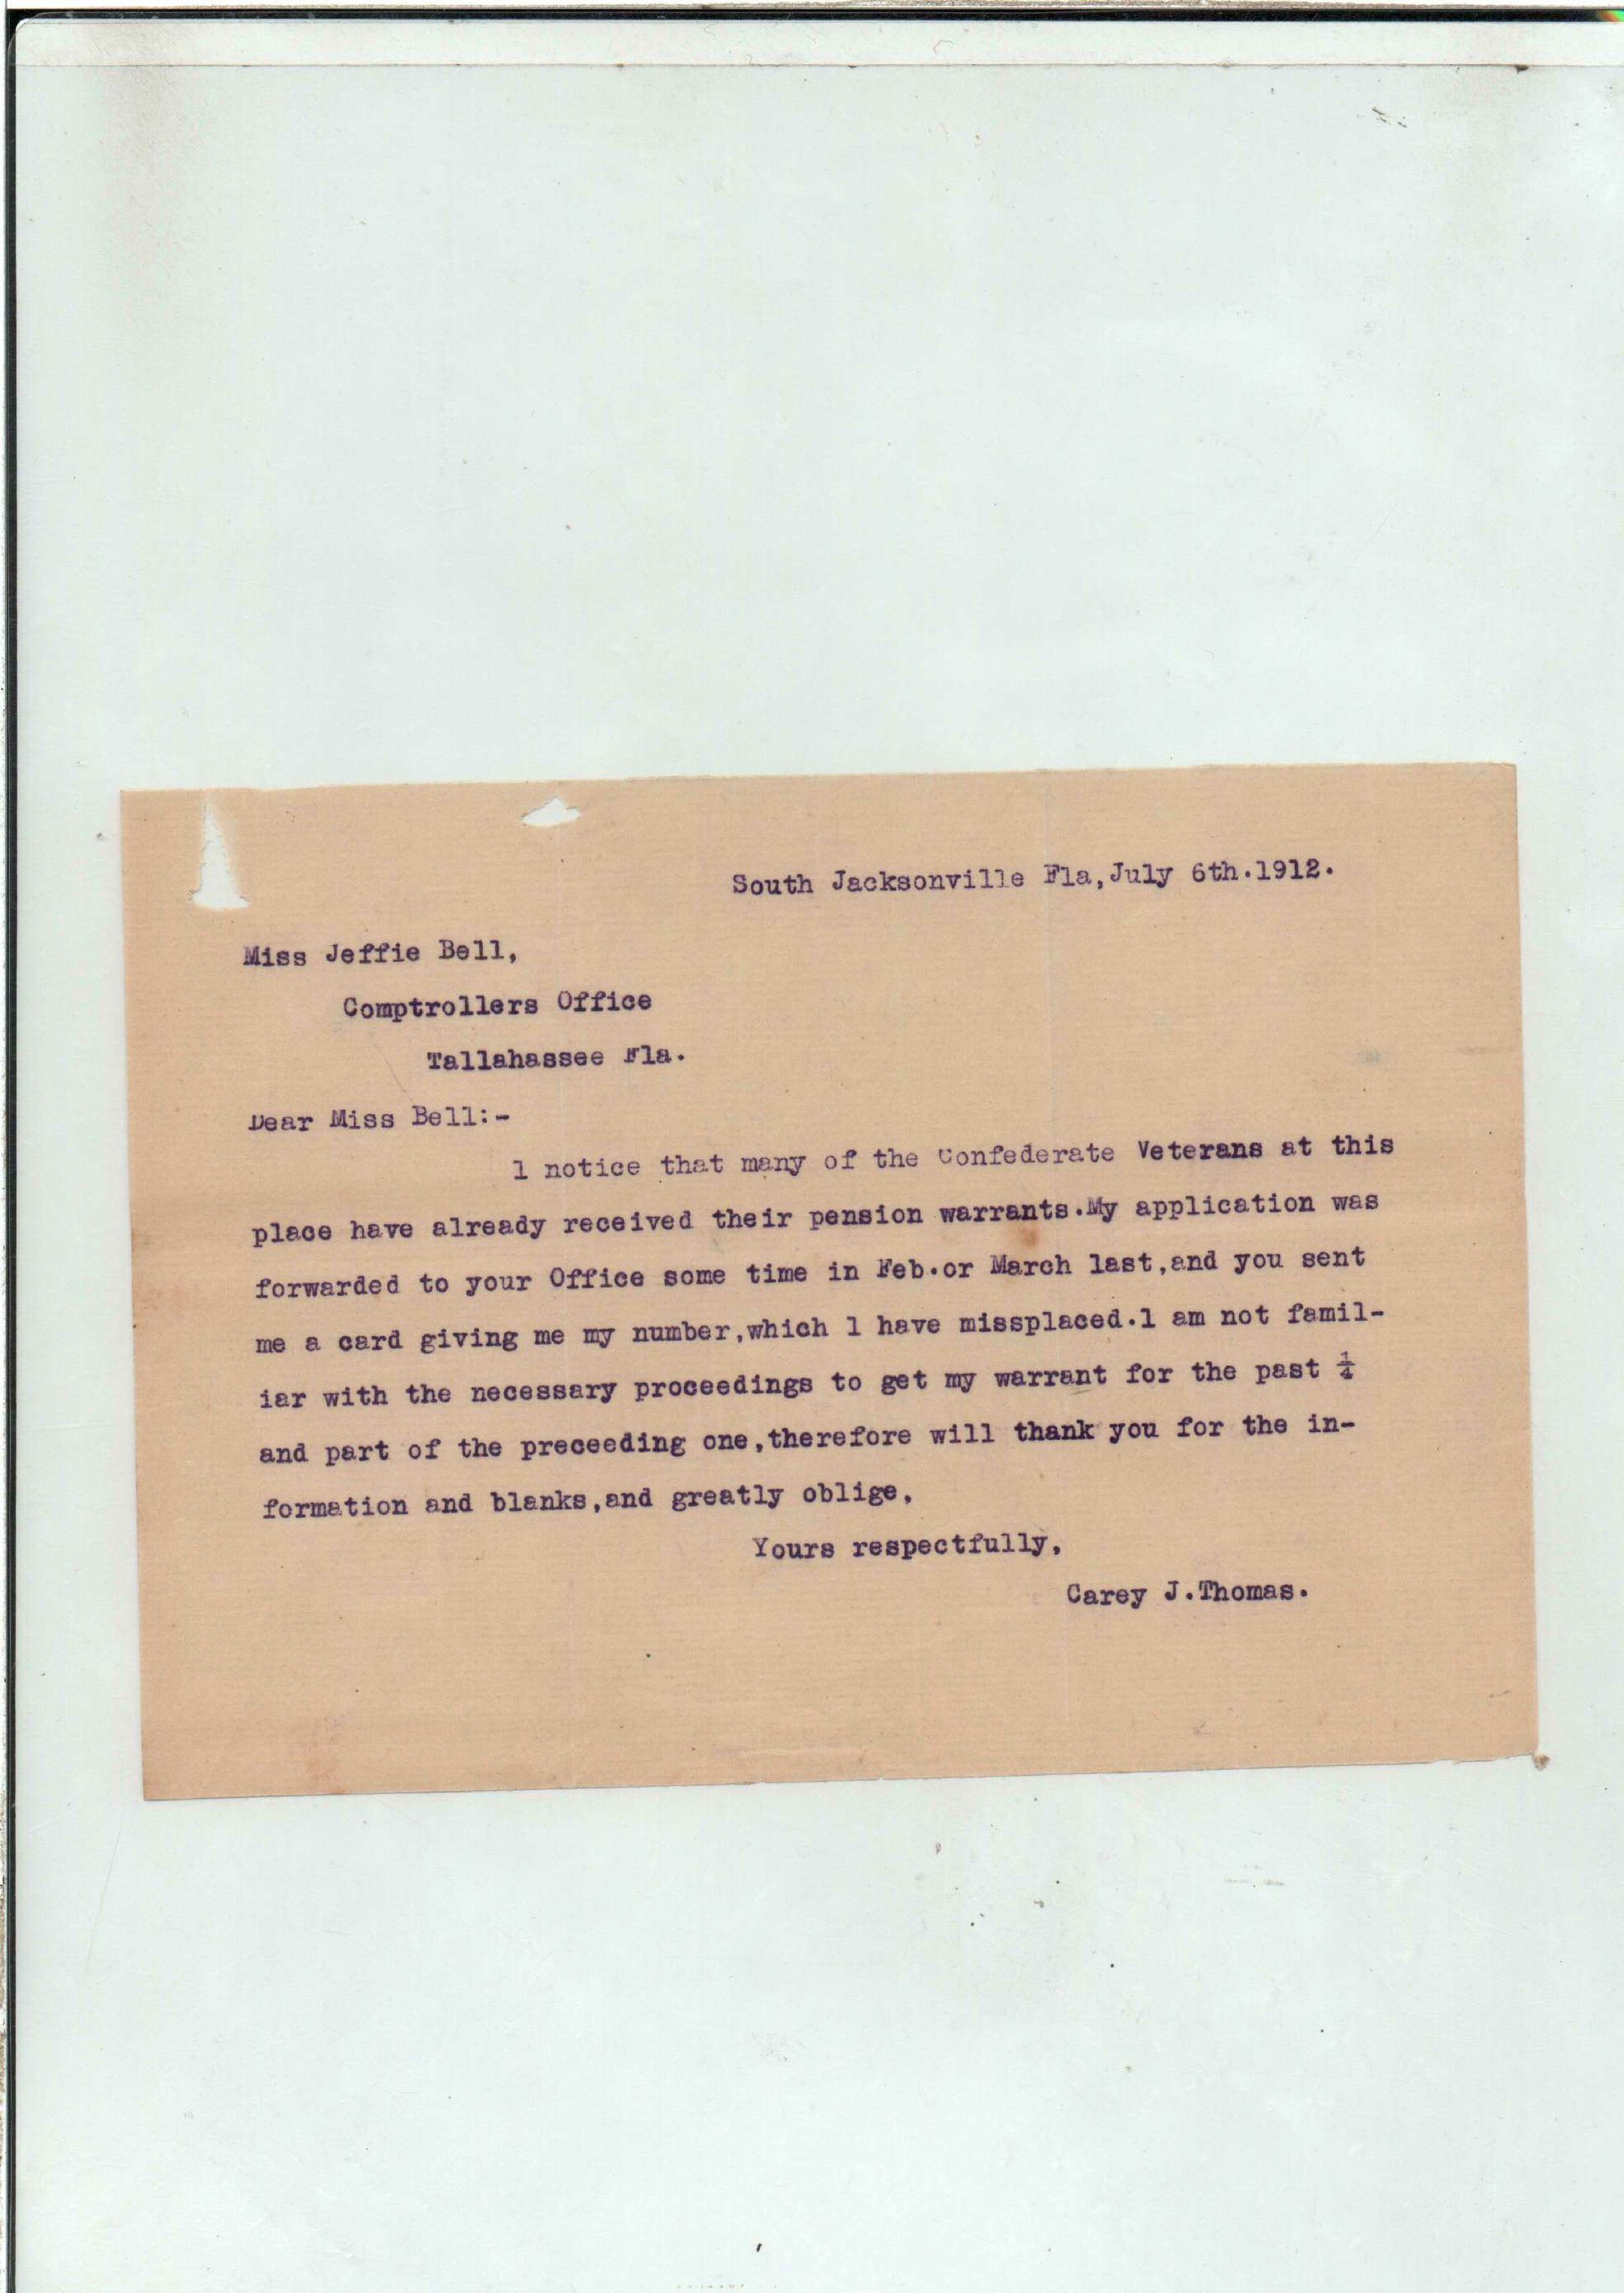 South Jacksonville Fla,July 6th.1912.
Miss Jeffie Bell,
Comptrollers Office
Tallahassee Fla.
Dear Miss Bell:-
1 notice that many of the Confederate Veterans at this
place have already received their pension warrants.My application was
forwarded to your Office some time in Feb.or March last,and you sent
me a card giving me my number,which 1 have missplaced.1 am not famil-
iar with the necessary proceedings to get my warrant for the past ¼
and part of the preceeding one,therefore will thank you for the in-
formation and blanks,and greatly oblige,
Yours respectfully,
Carey J.Thomas.